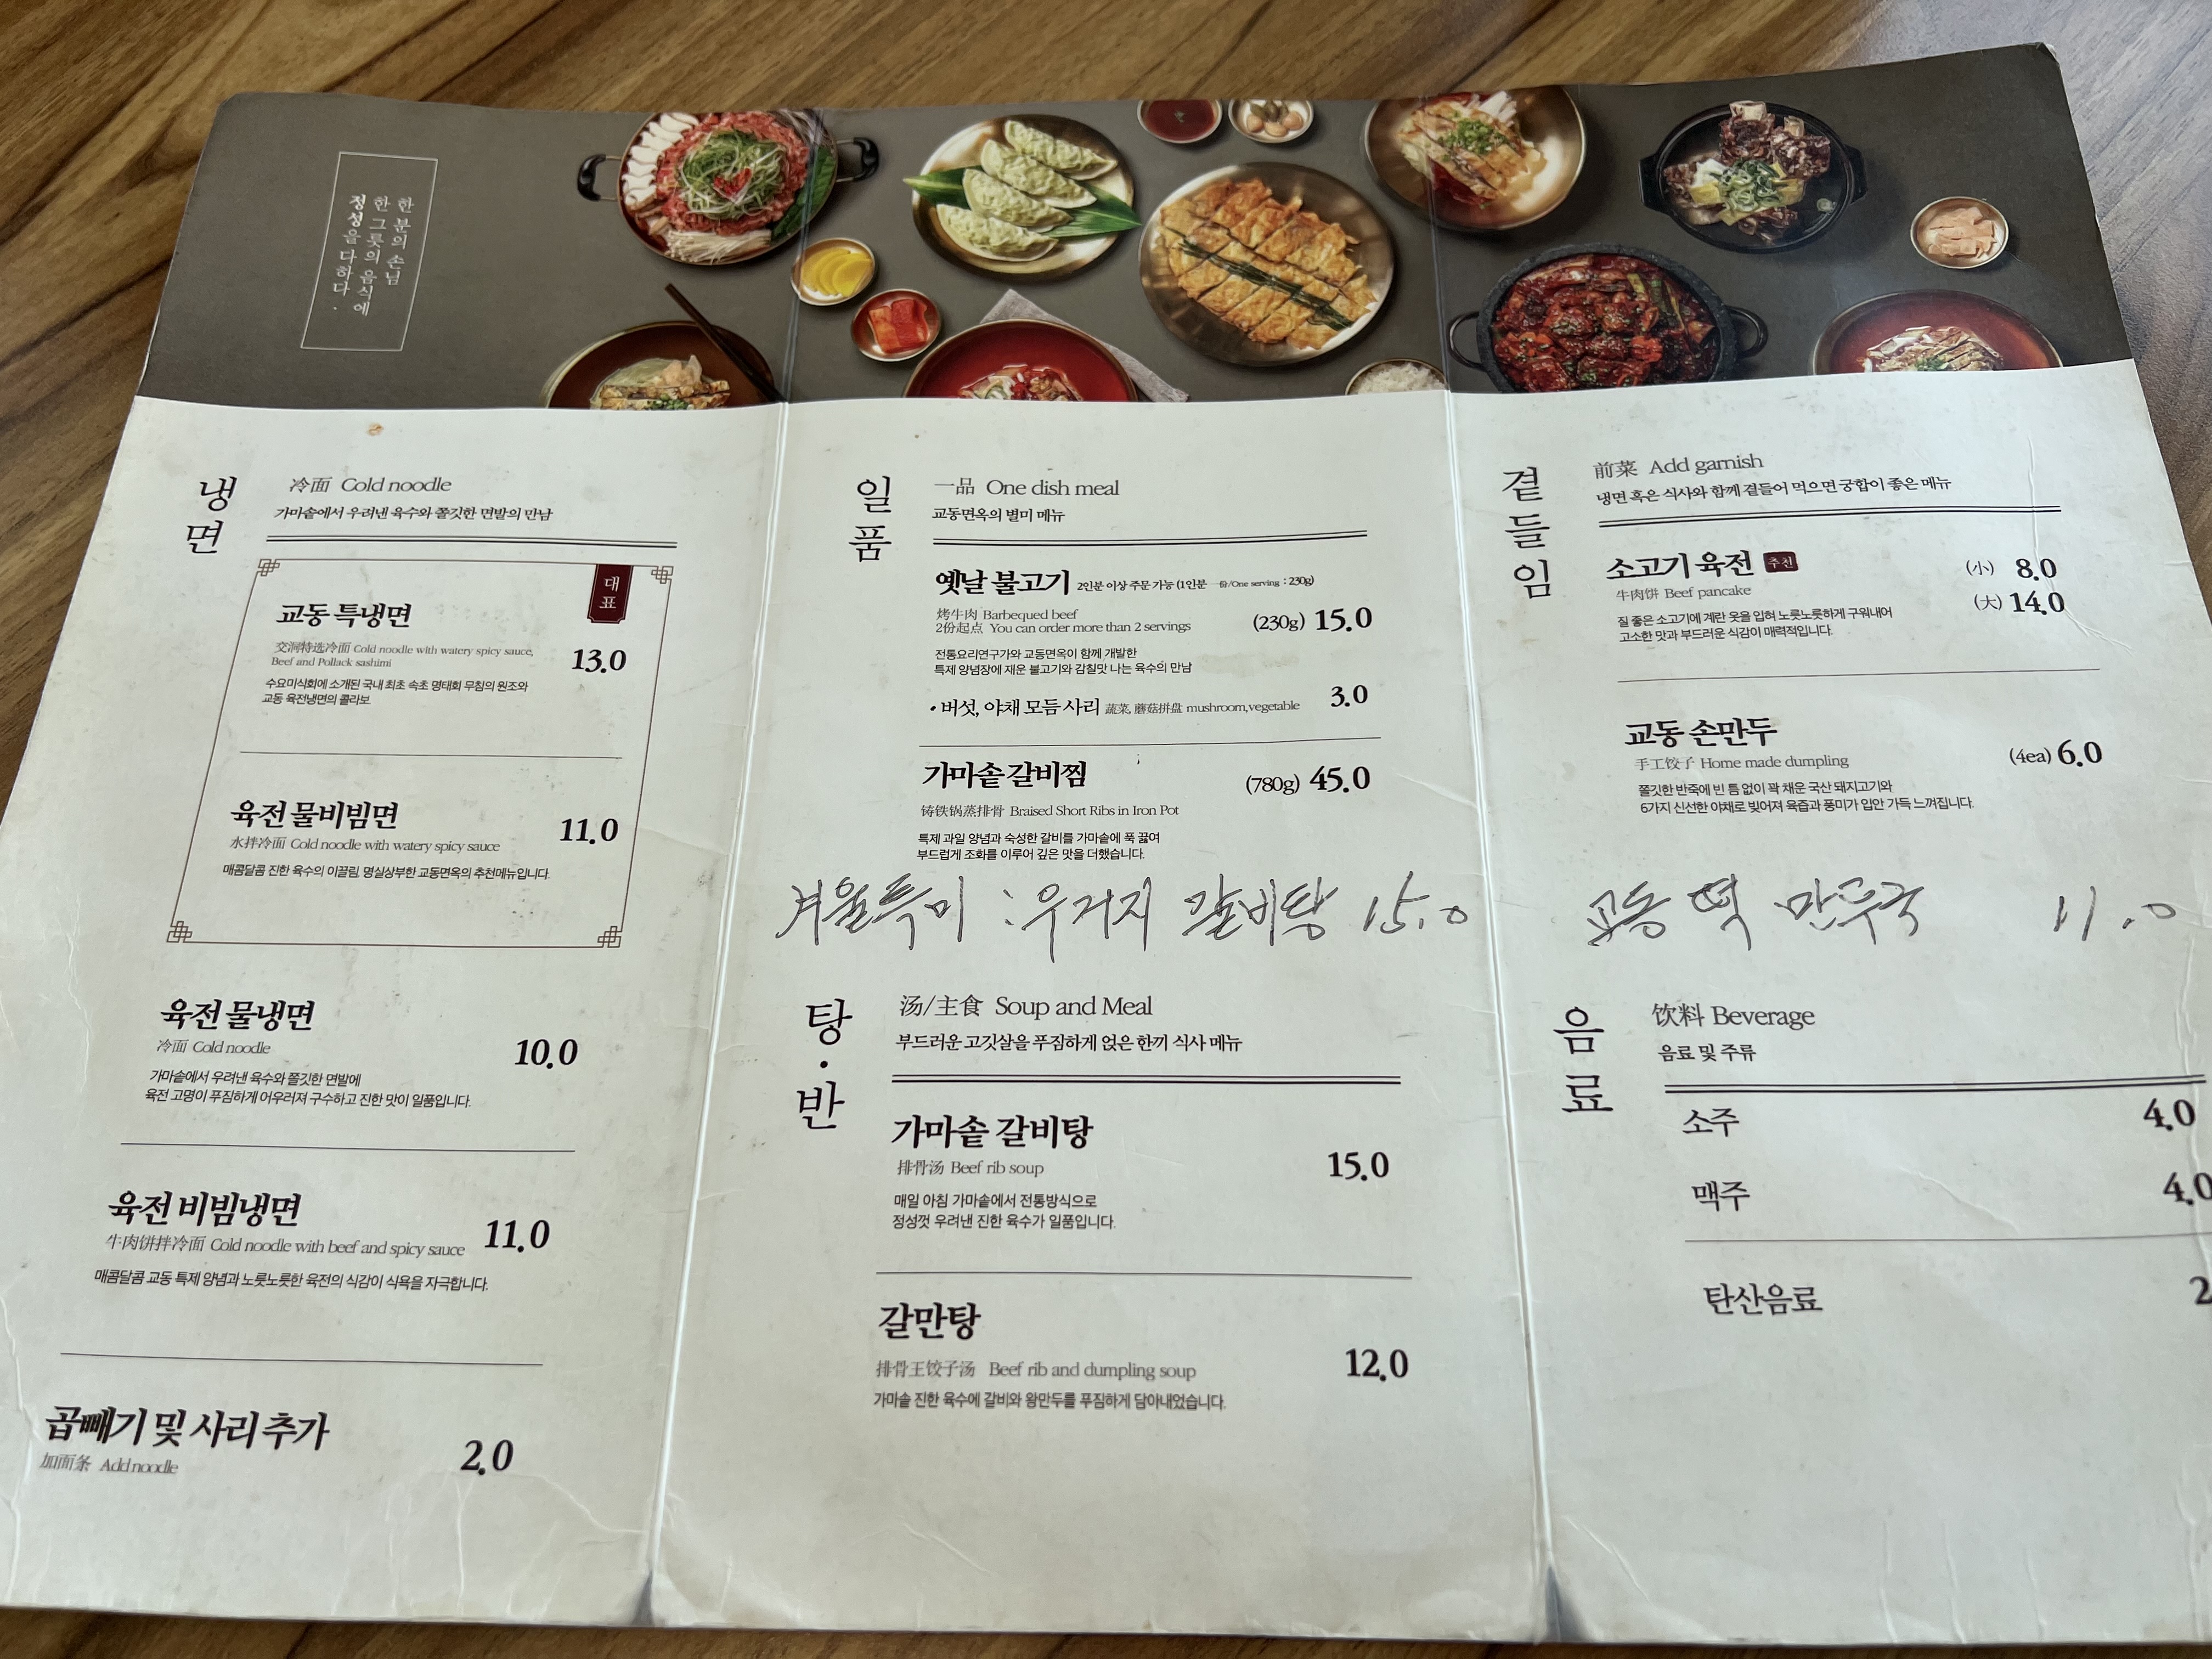 한 분의 손님
한 그릇의 음식에
정성을 다하다.
냉면
冷面 Cold noodle
가마솥에서 우려낸 육수와 쫄깃한 면발의 만남
대표
교동 특냉면
交洞特选冷面 Cold noodle with watery spicy sauce,
Beef and Pollack sashimi
13.0
수요미식회에 소개된 국내 최초 속초 명태회 무침의 원조와
교동 육전냉면의 콜라보
육전 물비빔면
11.0
水拌冷面 Cold noodle with watery spicy sauce
매콤달콤 진한 육수의 이끌림, 명실상부한 교동면옥의 추천메뉴입니다.
육전 물냉면
冷面 Cold noodle
10.0
가마솥에서 우려낸 육수와 쫄깃한 면발에
육전 고명이 푸짐하게 어우러져 구수하고 진한 맛이 일품입니다.
육전 비빔냉면
牛肉饼拌冷面 Cold noodle with beef and spicy sauce
11.0
매콤달콤 교동 특제 양념과 노릇노릇한 육전의 식감이 식욕을 자극합니다.
곱빼기 및 사리 추가
加面条 Add noodle
2.0
일품
一品 One dish meal
교동면옥의 별미 메뉴
옛날 불고기 2인분 이상 주문 가능 (1인분 一份/One serving : 230g)
烤牛肉 Barbequed beef
2份起点 You can order more than 2 servings
(230g) 15.0
전통요리연구가와 교동면옥이 함께 개발한
특제 양념장에 재운 불고기와 감칠맛 나는 육수의 만남
• 버섯, 야채 모듬 사리 蔬菜, 蘑菇拼盘 mushroom,vegetable 3.0
가마솥 갈비찜
(780g) 45.0
铸铁锅蒸排骨 Braised Short Ribs in Iron Pot
특제 과일 양념과 숙성한 갈비를 가마솥에 푹 끓여
부드럽게 조화를 이루어 깊은 맛을 더했습니다.
겨울특미 : 우거지 갈비탕 15.0
탕·반
汤/主食 Soup and Meal
부드러운 고깃살을 푸짐하게 얹은 한끼 식사 메뉴
가마솥 갈비탕
排骨汤 Beef rib soup
15.0
매일 아침 가마솥에서 전통방식으로
정성껏 우려낸 진한 육수가 일품입니다.
갈만탕
排骨王饺子汤 Beef rib and dumpling soup
12.0
가마솥 진한 육수에 갈비와 왕만두를 푸짐하게 담아내었습니다.
곁들임
前菜 Add garnish
냉면 혹은 식사와 함께 곁들여 먹으면 궁합이 좋은 메뉴
소고기 육전 추천
(小) 8.0
牛肉饼 Beef pancake
(大) 14.0
질 좋은 소고기에 계란 옷을 입혀 노릇노릇하게 구워내어
고소한 맛과 부드러운 식감이 매력적입니다.
교동 손만두
手工饺子 Home made dumpling
(4ea) 6.0
쫄깃한 반죽에 빈 틈 없이 꽉 채운 국산 돼지고기와
6가지 신선한 야채로 빚어져 육즙과 풍미가 입안 가득 느껴집니다.
교동 떡 만두국 11.0
음료
饮料 Beverage
음료 및 주류
소주 4.0
맥주 4.0
탄산음료